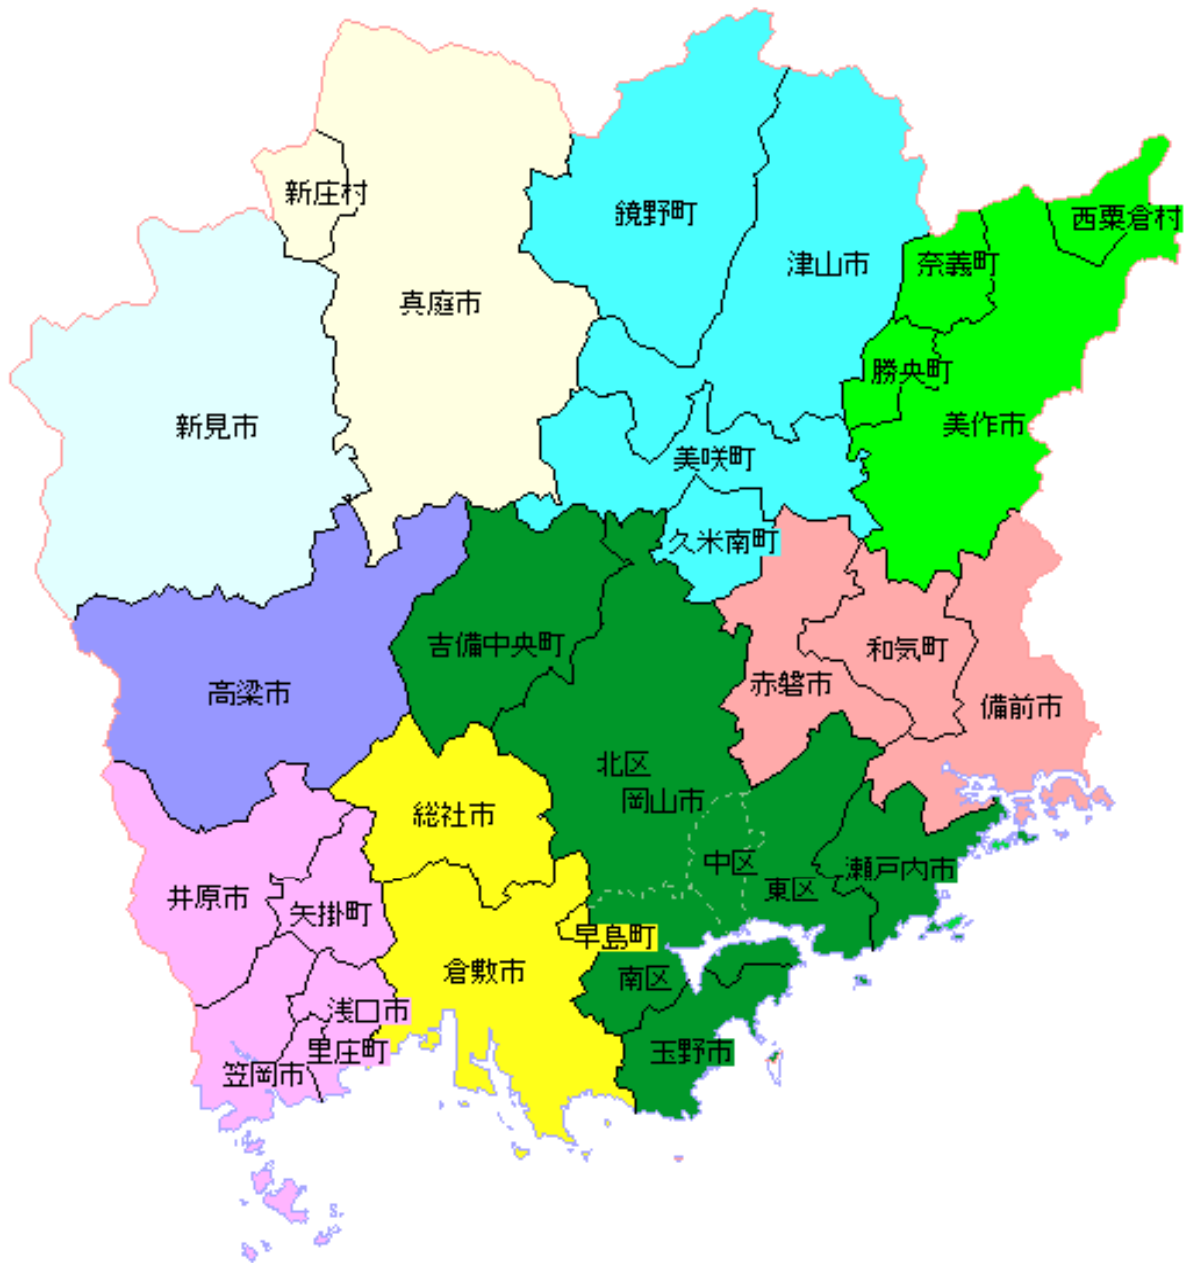 新庄村
鏡野町
西粟倉村
津山市
奈義町
真庭市
勝央町
新見市
美作市
美咲町
久米南町
吉備中央町
和気町
赤磐市
高梁市
備前市
北区
岡山市
総社市
中区
瀬戸内市
東区
井原市
矢掛町
早島町
倉敷市
南区
浅口市
里庄町
玉野市
笠岡市